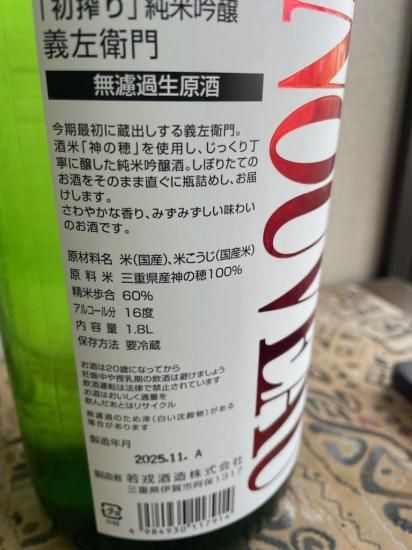 「初搾り」純米吟醸
義左衛門
無濾過生原酒
今期最初に蔵出しする義左衛門。
酒米「神の穂」を使用し、じっくり丁
寧に醸した純米吟醸酒。しぼりたての
お酒をそのまま直ぐに瓶詰めし、お届
けします。
さわやかな香り、みずみずしい味わい
のお酒です。
原材料名 米(国産)、米こうじ(国産米)
原料米 三重県産神の穂100%
精米歩合 60%
アルコール分 16度
内容量 1.8L
保存方法 要冷蔵
お酒は20歳になってから
妊娠中や授乳期の飲酒は避けましょう
飲酒運転は法律で禁止されています
お酒はおいしく適量を
飲んだあとはリサイクル
無濾過のため滓(白い沈殿物)がある
場合があります
製造年月
2025.11. A
製造者 若戎酒造株式会社
三重県伊賀市阿保1317
4 984930 117914
NOUVEAU